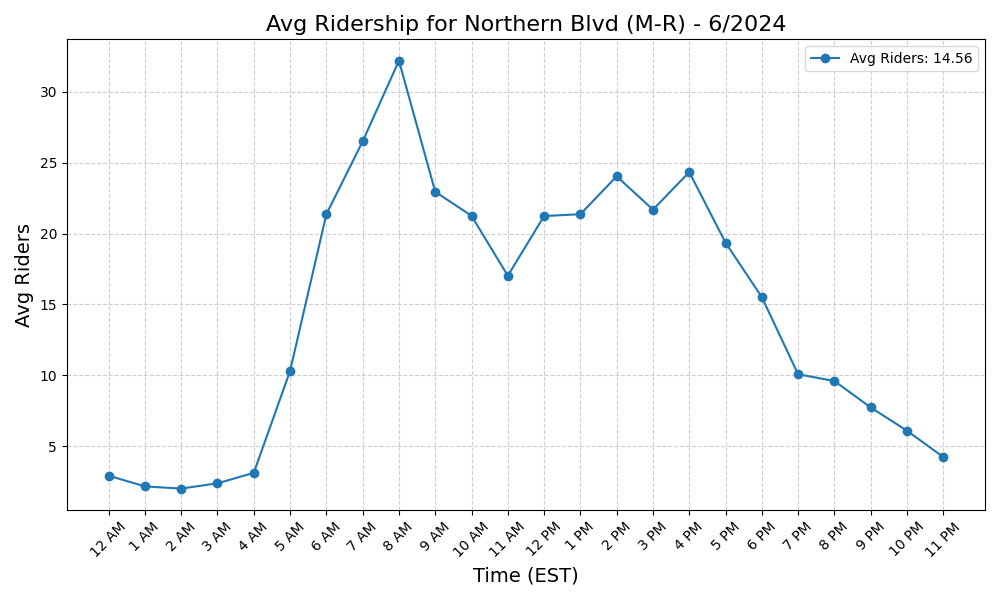 Avg Ridership for Northern Blvd (M-R) - 6/2024
Avg Riders: 14.56
Avg Riders
30
25
20
15
10
5
12 AM
1 AM
2 AM
3 AM
4 AM
5 AM
6 AM
7 AM
8 AM
9 AM
10 AM
11 AM
12 PM
1 PM
2 PM
3 PM
4 PM
5 PM
6 PM
7 PM
8 PM
9 PM
10 PM
11 PM
Time (EST)